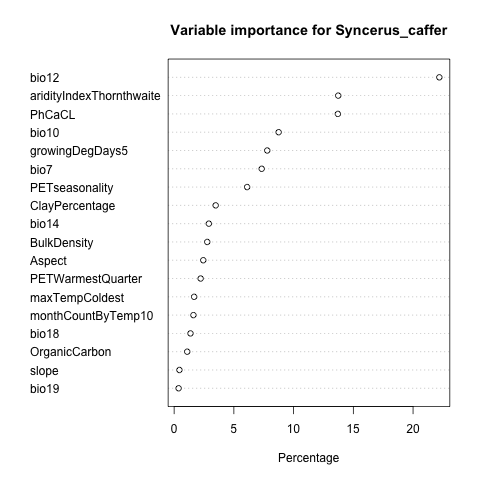 Variable importance for Syncerus_caffer
bio12
aridityIndexThornthwaite
PhCaCL
bio10
growingDegDays5
bio7
PETseasonality
ClayPercentage
bio14
BulkDensity
Aspect
PETWarmestQuarter
maxTempColdest
monthCountByTemp10
bio18
OrganicCarbon
slope
bio19
0 5 10 15 20
Percentage